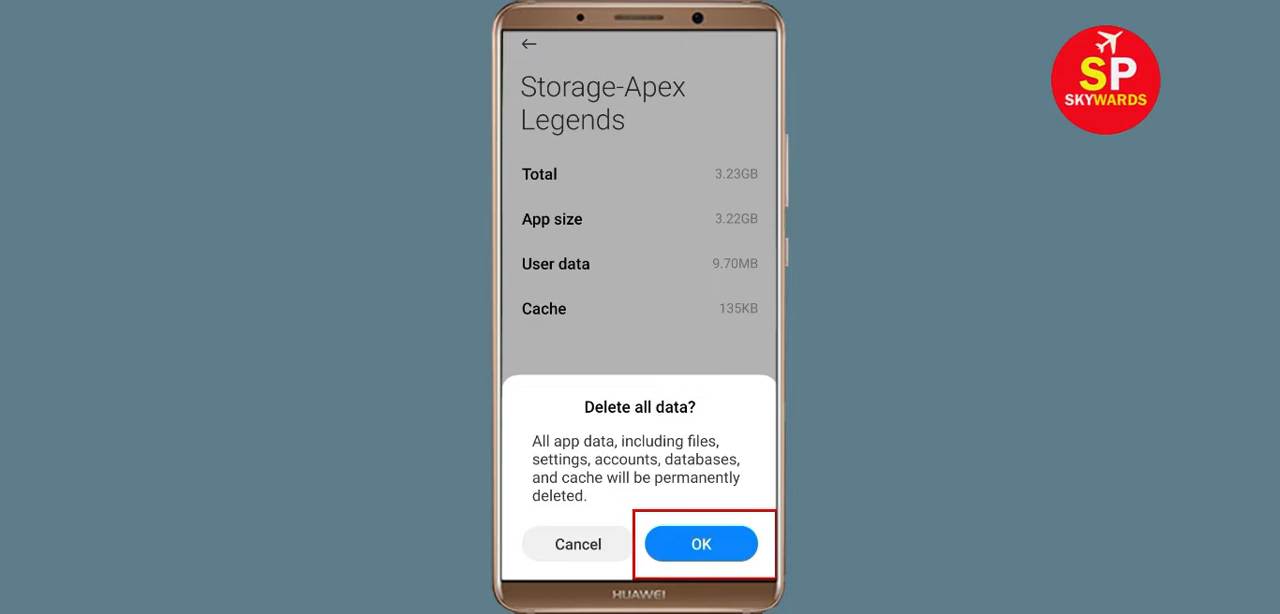 Storage-Apex
Legends
Total 3.23GB
App size 3.22GB
User data 9.70MB
Cache 135KB
Delete all data?
All app data, including files,
settings, accounts, databases,
and cache will be permanently
deleted.
Cancel OK
HUAWEI
SP
SKYWARDS